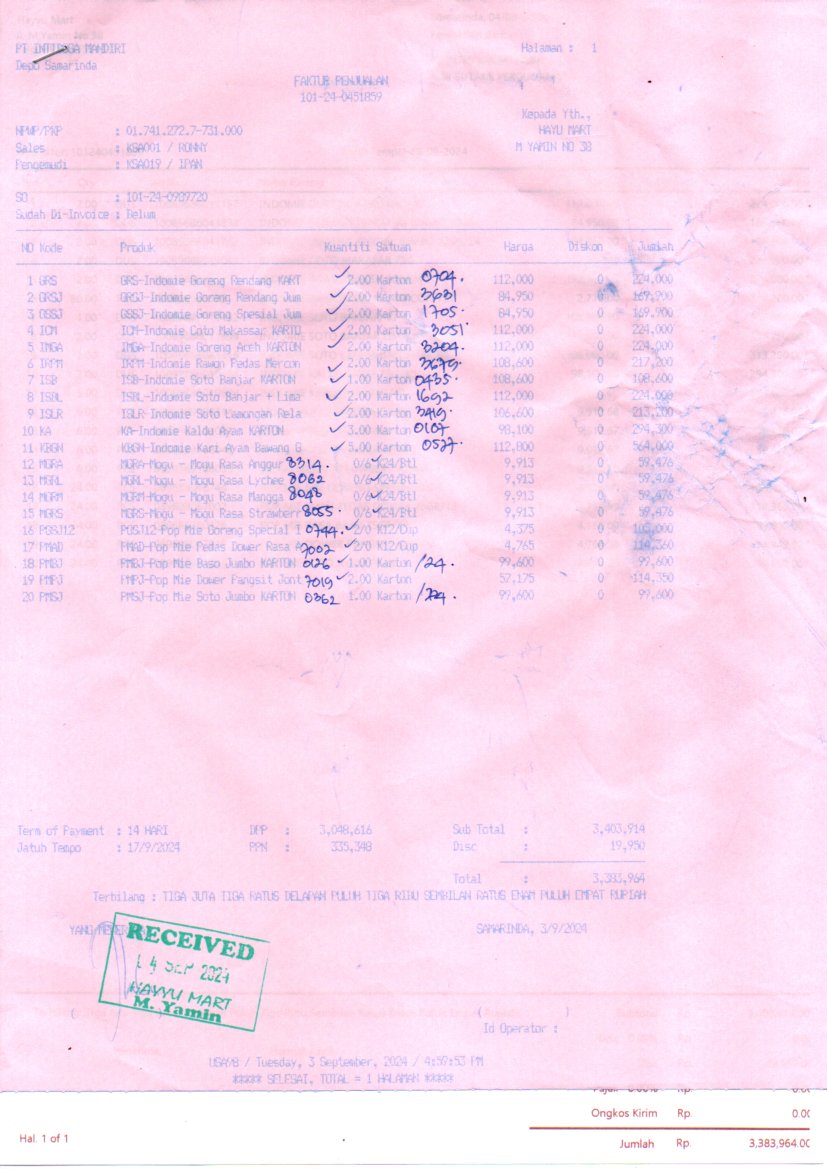 PT INTIRAGA MANDIRI Halaman : 1
Depo Samarinda
FAKTUR PENJUALAN
101-24-0451859
Kepada Yth.,
NPWP/PKP : 01.741.272.7-731.000 HAYU MART
Sales : KSA001 / RONNY M YAMIN NO 38
Pengemudi : KSA019 / IPAN
SO : 101-24-0909720
Sudah Di-Invoice : Belum
NO Kode Produk Kuantiti Satuan Harga Diskon Jumlah
1 GRS GRS-Indomie Goreng Rendang KART ✓ 2.00 Karton 0704. 112,000 0 224,000
2 GRSJ GRSJ-Indomie Goreng Rendang Jum ✓ 2.00 Karton 3631 84,950 0 169,900
3 GSSJ GSSJ-Indomie Goreng Spesial Jum ✓ 2.00 Karton 1705. 84,950 0 169,900
4 ICM ICM-Indomie Coto Makassar KARTO ✓ 2.00 Karton 3051 112,000 0 224,000
5 IMGA IMGA-Indomie Goreng Aceh KARTON ✓ 2.00 Karton 3204. 112,000 0 224,000
6 IRPM IRPM-Indomie Rawon Pedas Mercon ✓ 2.00 Karton 3679. 108,600 0 217,200
7 ISB ISB-Indomie Soto Banjar KARTON ✓ 1.00 Karton 0435. 108,600 0 108,600
8 ISBL ISBL-Indomie Soto Banjar + Lima ✓ 2.00 Karton 1692 112,000 0 224,000
9 ISLR ISLR-Indomie Soto Lamongan Rela ✓ 2.00 Karton 3419. 106,600 0 213,200
10 KA KA-Indomie Kaldu Ayam KARTON ✓ 3.00 Karton 0107 98,100 0 294,300
11 KBGN KBGN-Indomie Kari Ayam Bawang G ✓ 5.00 Karton 0527. 112,800 0 564,000
12 MGRA MGRA-Mogu - Mogu Rasa Anggur 8314. 0/6 ✓ K24/Btl 9,913 0 59,476
13 MGRL MGRL-Mogu - Mogu Rasa Lychee 8062 0/6 ✓ K24/Btl 9,913 0 59,476
14 MGRM MGRM-Mogu - Mogu Rasa Mangga 8048 0/6 ✓ K24/Btl 9,913 0 59,476
15 MGRS MGRS-Mogu - Mogu Rasa Strawberr 8055. 0/6 ✓ K24/Btl 9,913 0 59,476
16 PGSJ12 PGSJ12-Pop Mie Goreng Special I 0744. ✓ 2/0 K12/Cup 4,375 0 105,000
17 PMAD PMAD-Pop Mie Pedas Dower Rasa A 7002 ✓ 2/0 K12/Cup 4,765 0 114,360
18 PMBJ PMBJ-Pop Mie Baso Jumbo KARTON 0126 ✓ 1.00 Karton /24. 99,600 0 99,600
19 PMPJ PMPJ-Pop Mie Dower Pangsit Jont 7019 ✓ 2.00 Karton 57,175 0 114,350
20 PMSJ PMSJ-Pop Mie Soto Jumbo KARTON 0362 1.00 Karton /24. 99,600 0 99,600
Term of Payment : 14 HARI DPP : 3,048,616 Sub Total : 3,403,914
Jatuh Tempo : 17/9/2024 PPN : 335,348 Disc : 19,950
Total : 3,383,964
Terbilang : TIGA JUTA TIGA RATUS DELAPAN PULUH TIGA RIBU SEMBILAN RATUS ENAM PULUH EMPAT RUPIAH
SAMARINDA, 3/9/2024
RECEIVED
4 SEP 2024
HAYYU MART
M. Yamin
( )
Id Operator :
/ Tuesday, 3 September, 2024 / 4:59:53 PM
***** SELESAI, TOTAL = 1 HALAMAN *****
Ongkos Kirim Rp. 0.00
Hal. 1 of 1
Jumlah Rp. 3,383,964.00